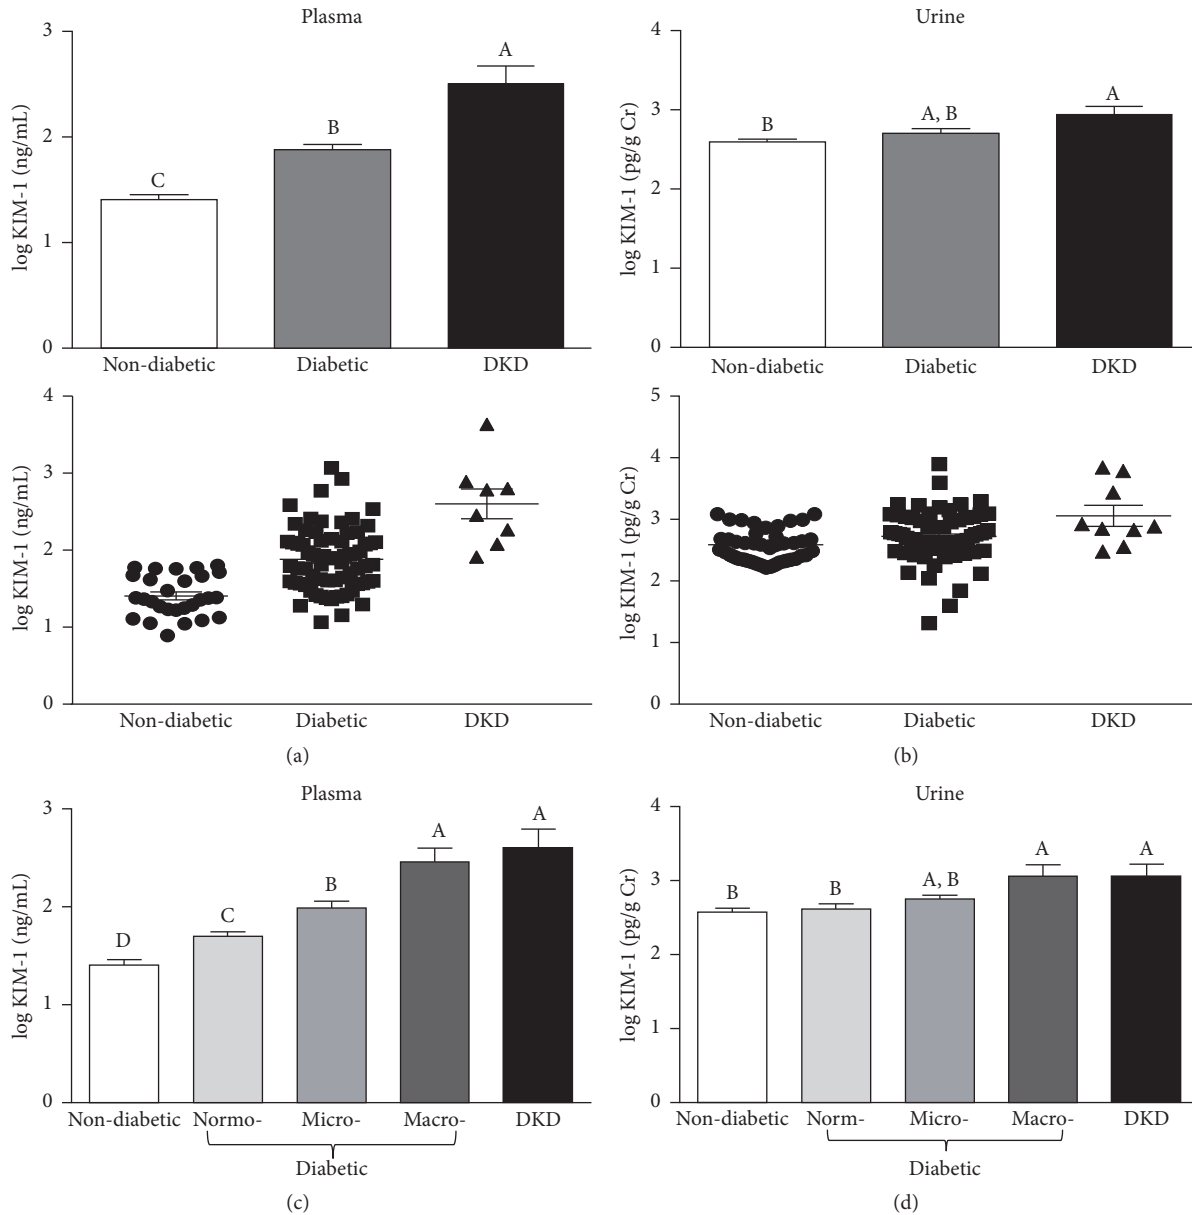 Plasma
log KIM-1 (ng/mL)
3
2
1
0
C
B
A
Non-diabetic Diabetic DKD
Urine
log KIM-1 (pg/g Cr)
4
3
2
1
0
B
A, B
A
Non-diabetic Diabetic DKD
log KIM-1 (ng/mL)
4
3
2
1
0
Non-diabetic Diabetic DKD
(a)
log KIM-1 (pg/g Cr)
5
4
3
2
1
0
Non-diabetic Diabetic DKD
(b)
Plasma
log KIM-1 (ng/mL)
3
2
1
0
D
C
B
A
A
Non-diabetic Normo- Micro- Macro- DKD
Diabetic
(c)
Urine
log KIM-1 (pg/g Cr)
4
3
2
1
0
B
B
A, B
A
A
Non-diabetic Norm- Micro- Macro- DKD
Diabetic
(d)